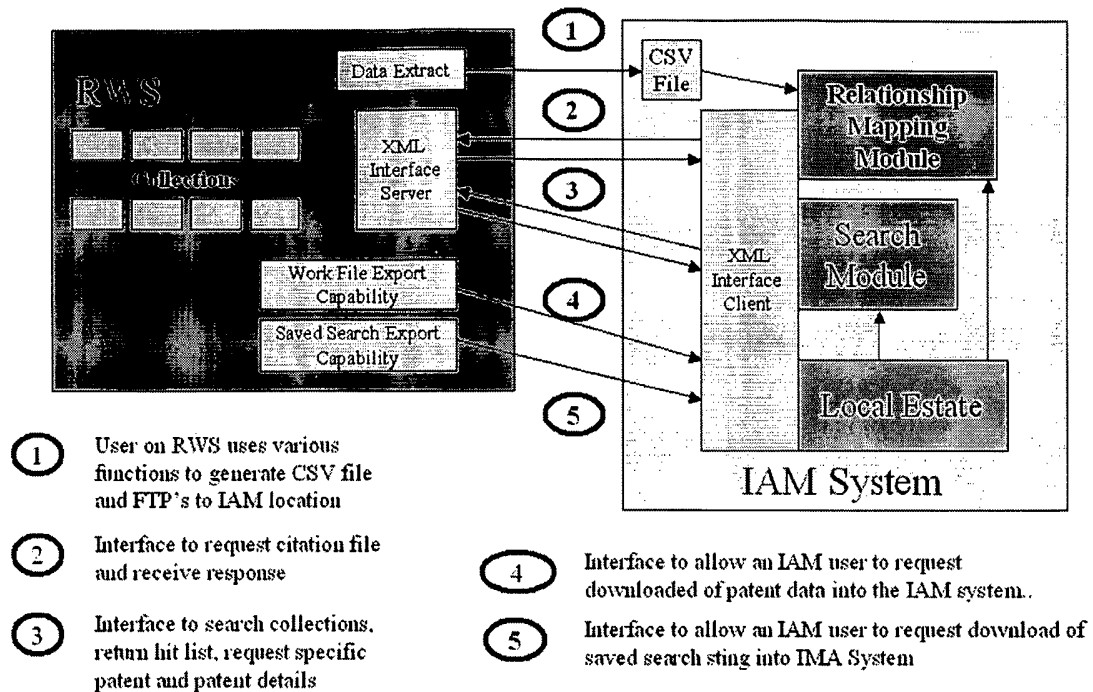 1
CSV
File
Data Extract
RWS
2
Relationship
Mapping
Module
XML
Interface
Server
Collections
3
Search
Module
XML
Interface
Client
Work File Export
Capability
4
Saved Search Export
Capability
5
Local Estate
IAM System
1
User on RWS uses various
functions to generate CSV file
and FTP's to IAM location
2
Interface to request citation file
and receive response
3
Interface to search collections,
return hit list, request specific
patent and patent details
4
Interface to allow an IAM user to request
downloaded of patent data into the IAM system..
5
Interface to allow an IAM user to request download of
saved search sting into IMA System